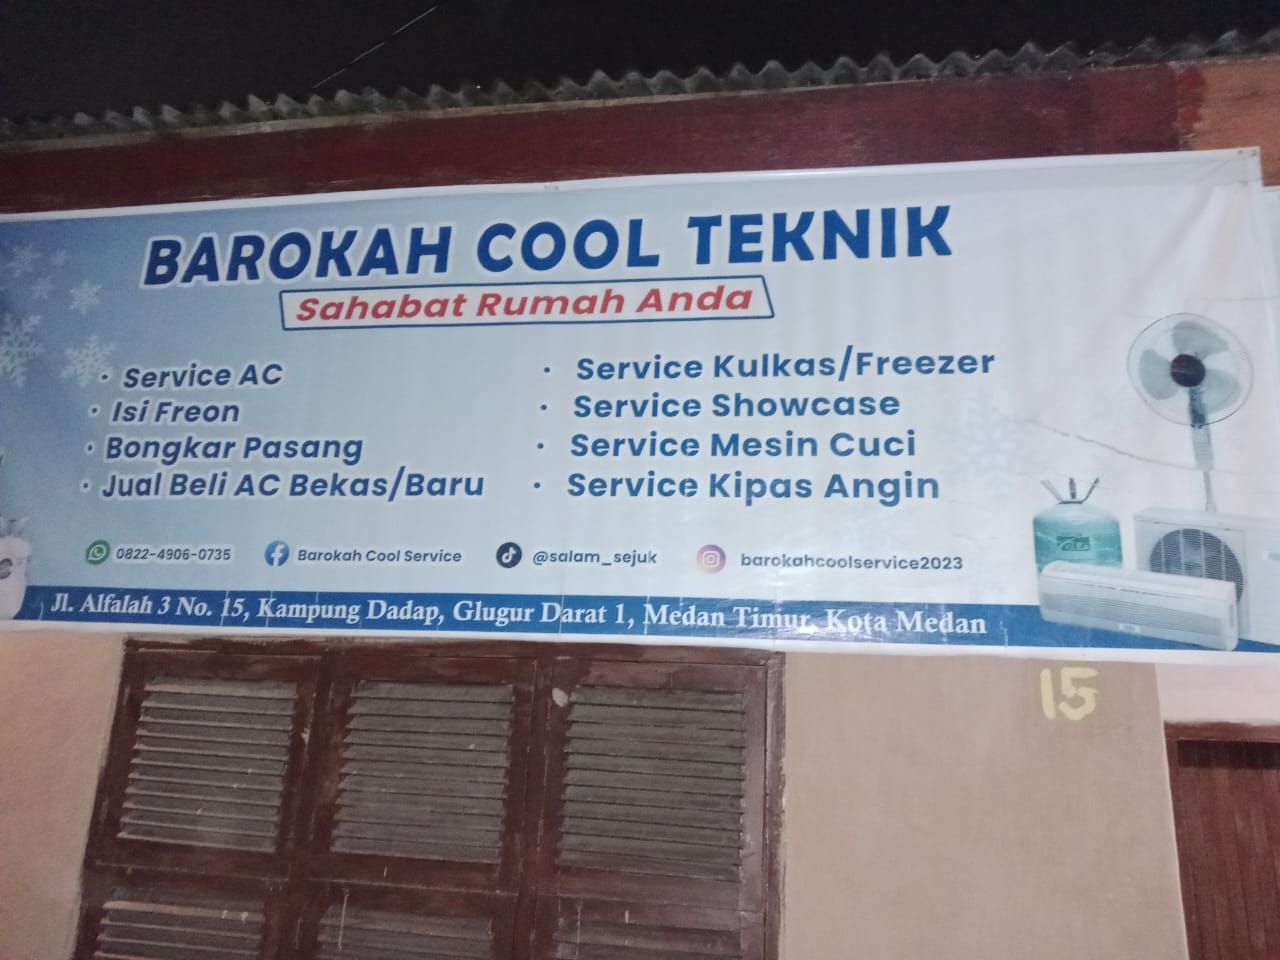 BAROKAH COOL TEKNIK
Sahabat Rumah Anda
· Service AC
· Isi Freon
· Bongkar Pasang
· Jual Beli AC Bekas/Baru
· Service Kulkas/Freezer
· Service Showcase
· Service Mesin Cuci
· Service Kipas Angin
0822-4906-0735 Barokah Cool Service @salam_sejuk barokahcoolservice2023
Jl. Alfalah 3 No. 15, Kampung Dadap, Glugur Darat 1, Medan Timur, Kota Medan
15